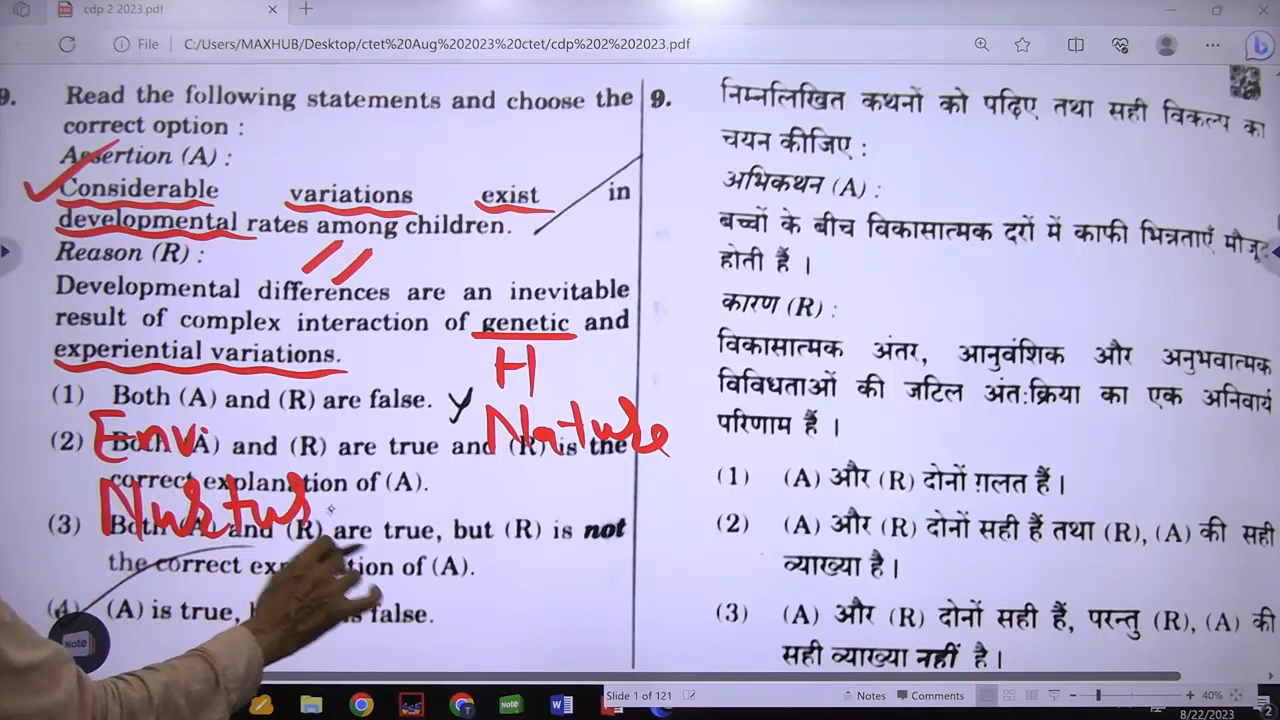 cdp 2 2023.pdf
File
C:/Users/MAXHUB/Desktop/ctet%20Aug%202023%20ctet/cdp%202%202023.pdf
9.
Read the following statements and choose the
correct option :
Assertion (A) :
Considerable variations exist in
developmental rates among children.
Reason (R) :
Developmental differences are an inevitable
result of complex interaction of genetic and
experiential variations.
H
(1) Both (A) and (R) are false.
Envi.
Nature
(2) Both (A) and (R) are true and (R) is the
correct explanation of (A).
(3) Both (A) and (R) are true, but (R) is not
the correct explanation of (A).
(4) (A) is true, false.
9. निम्नलिखित कथनों को पढ़िए तथा सही विकल्प का
चयन कीजिए :
अभिकथन (A) :
बच्चों के बीच विकासात्मक दरों में काफी भिन्नताएँ मौजूद
होती हैं ।
कारण (R) :
विकासात्मक अंतर, आनुवंशिक और अनुभवात्मक
विविधताओं की जटिल अंतःक्रिया का एक अनिवार्य
परिणाम हैं ।
(1) (A) और (R) दोनों ग़लत हैं ।
(2) (A) और (R) दोनों सही हैं तथा (R), (A) की सही
व्याख्या है ।
(3) (A) और (R) दोनों सही हैं, परन्तु (R), (A) की
सही व्याख्या नहीं है ।
Note
Note
Slide 1 of 121
Notes
Comments
40%
8/22/2023
2